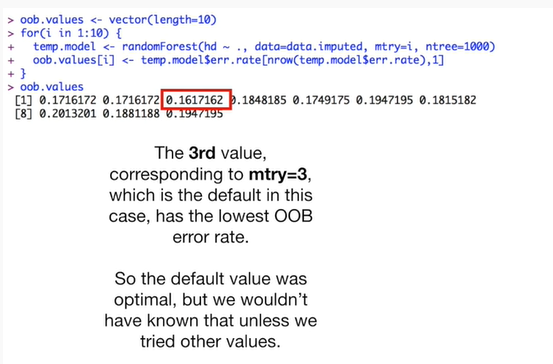 > oob.values <- vector(length=10)
> for(i in 1:10) {
+   temp.model <- randomForest(hd ~ ., data=data.imputed, mtry=i, ntree=1000)
+   oob.values[i] <- temp.model$err.rate[nrow(temp.model$err.rate),1]
+ }
> oob.values
[1] 0.1716172 0.1716172 0.1617162 0.1848185 0.1749175 0.1947195 0.1815182
[8] 0.2013201 0.1881188 0.1947195
The 3rd value,
corresponding to mtry=3,
which is the default in this
case, has the lowest OOB
error rate.
So the default value was
optimal, but we wouldn't
have known that unless we
tried other values.